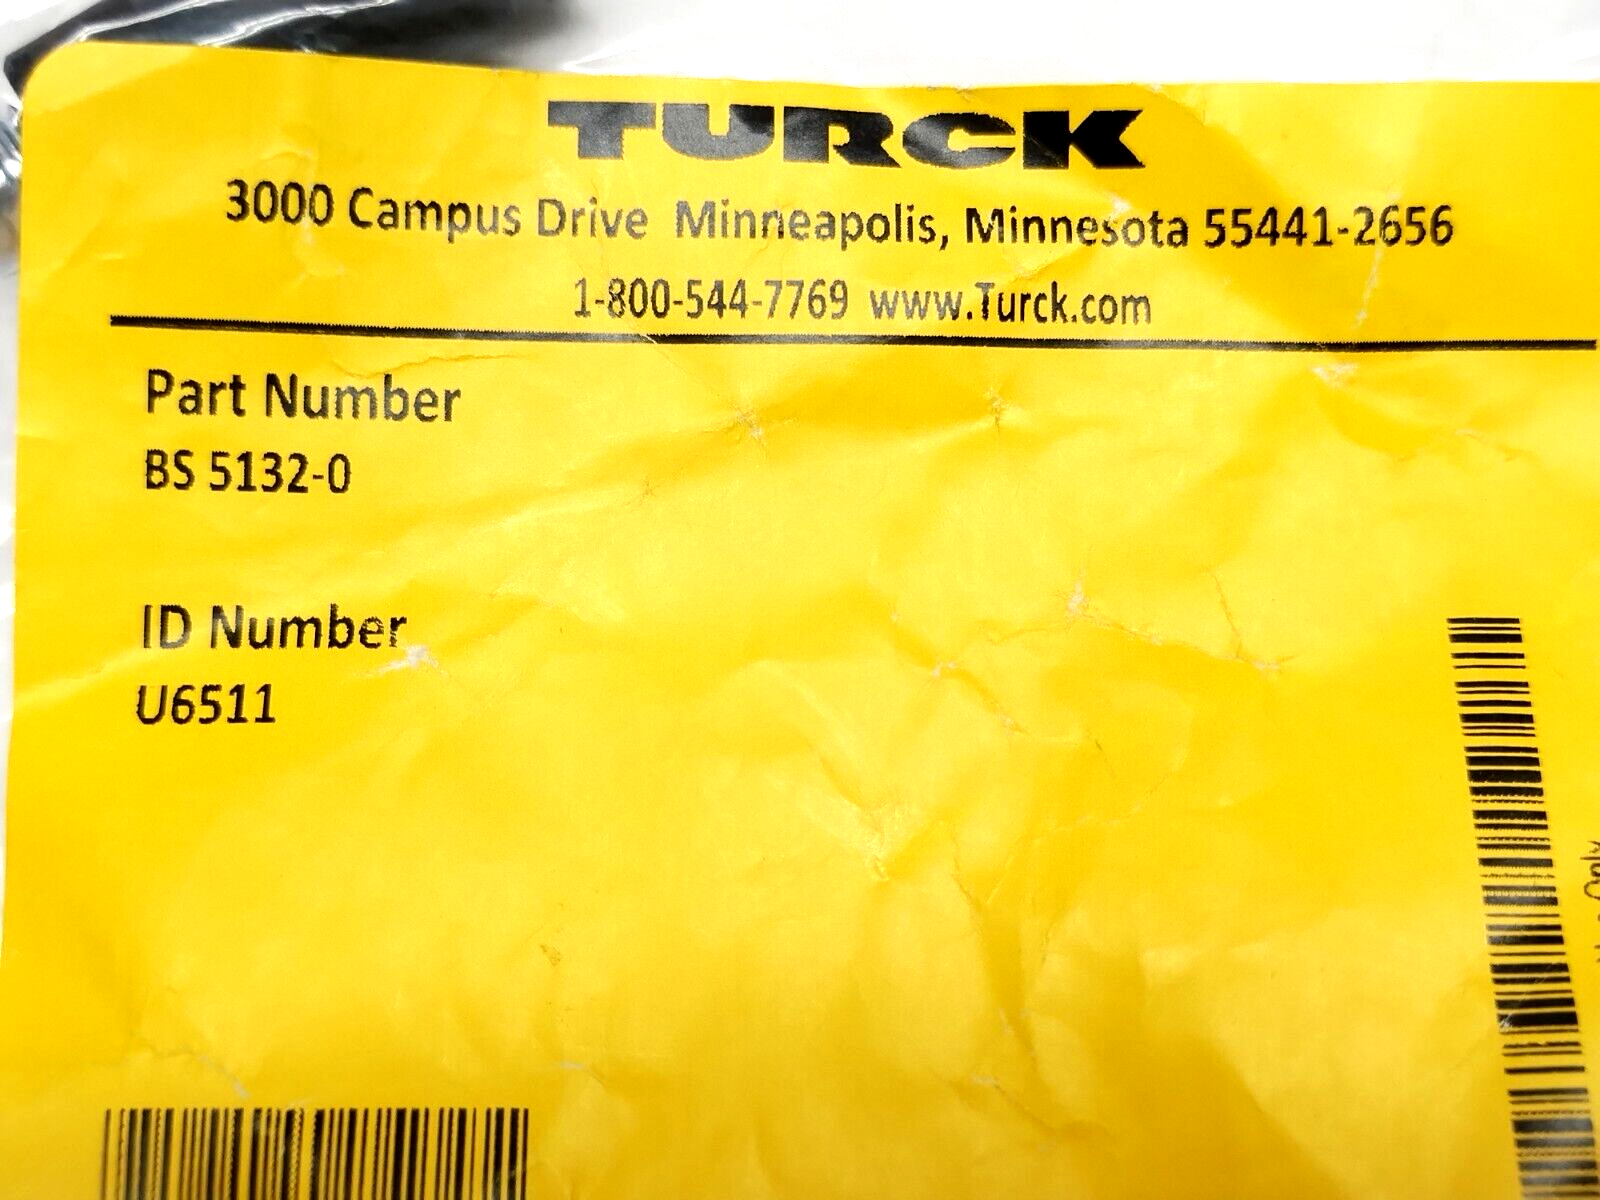 TURCK
3000 Campus Drive Minneapolis, Minnesota 55441-2656
1-800-544-7769 www.Turck.com
Part Number
BS 5132-0
ID Number
U6511
Only